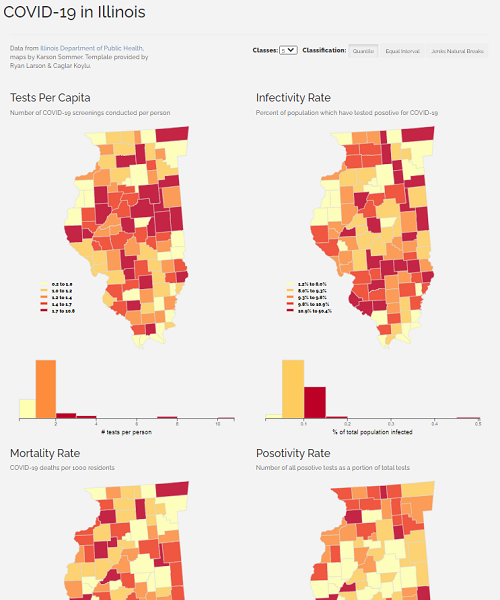 COVID-19 in Illinois
Data from Illinois Department of Public Health,
maps by Karson Sommer, Template provided by
Ryan Larson & Caglar Koylu.
Classes: 5 Classification: Quantile Equal Interval Jenks Natural Breaks
Tests Per Capita
Number of COVID-19 screenings conducted per person
Infectivity Rate
Percent of population which have tested posotive for COVID-19
0.2 to 1.0
1.0 to 1.2
1.2 to 1.4
1.4 to 1.7
1.7 to 10.8
1.2% to 8.0%
8.0% to 9.3%
9.3% to 9.8%
9.8% to 10.9%
10.9% to 50.4%
2 4 6 8 10
# tests per person
0.0 0.1 0.2 0.3 0.4 0.5
% of total population infected
Mortality Rate
COVID-19 deaths per 1000 residents
Posotivity Rate
Number of all posotive tests as a portion of total tests